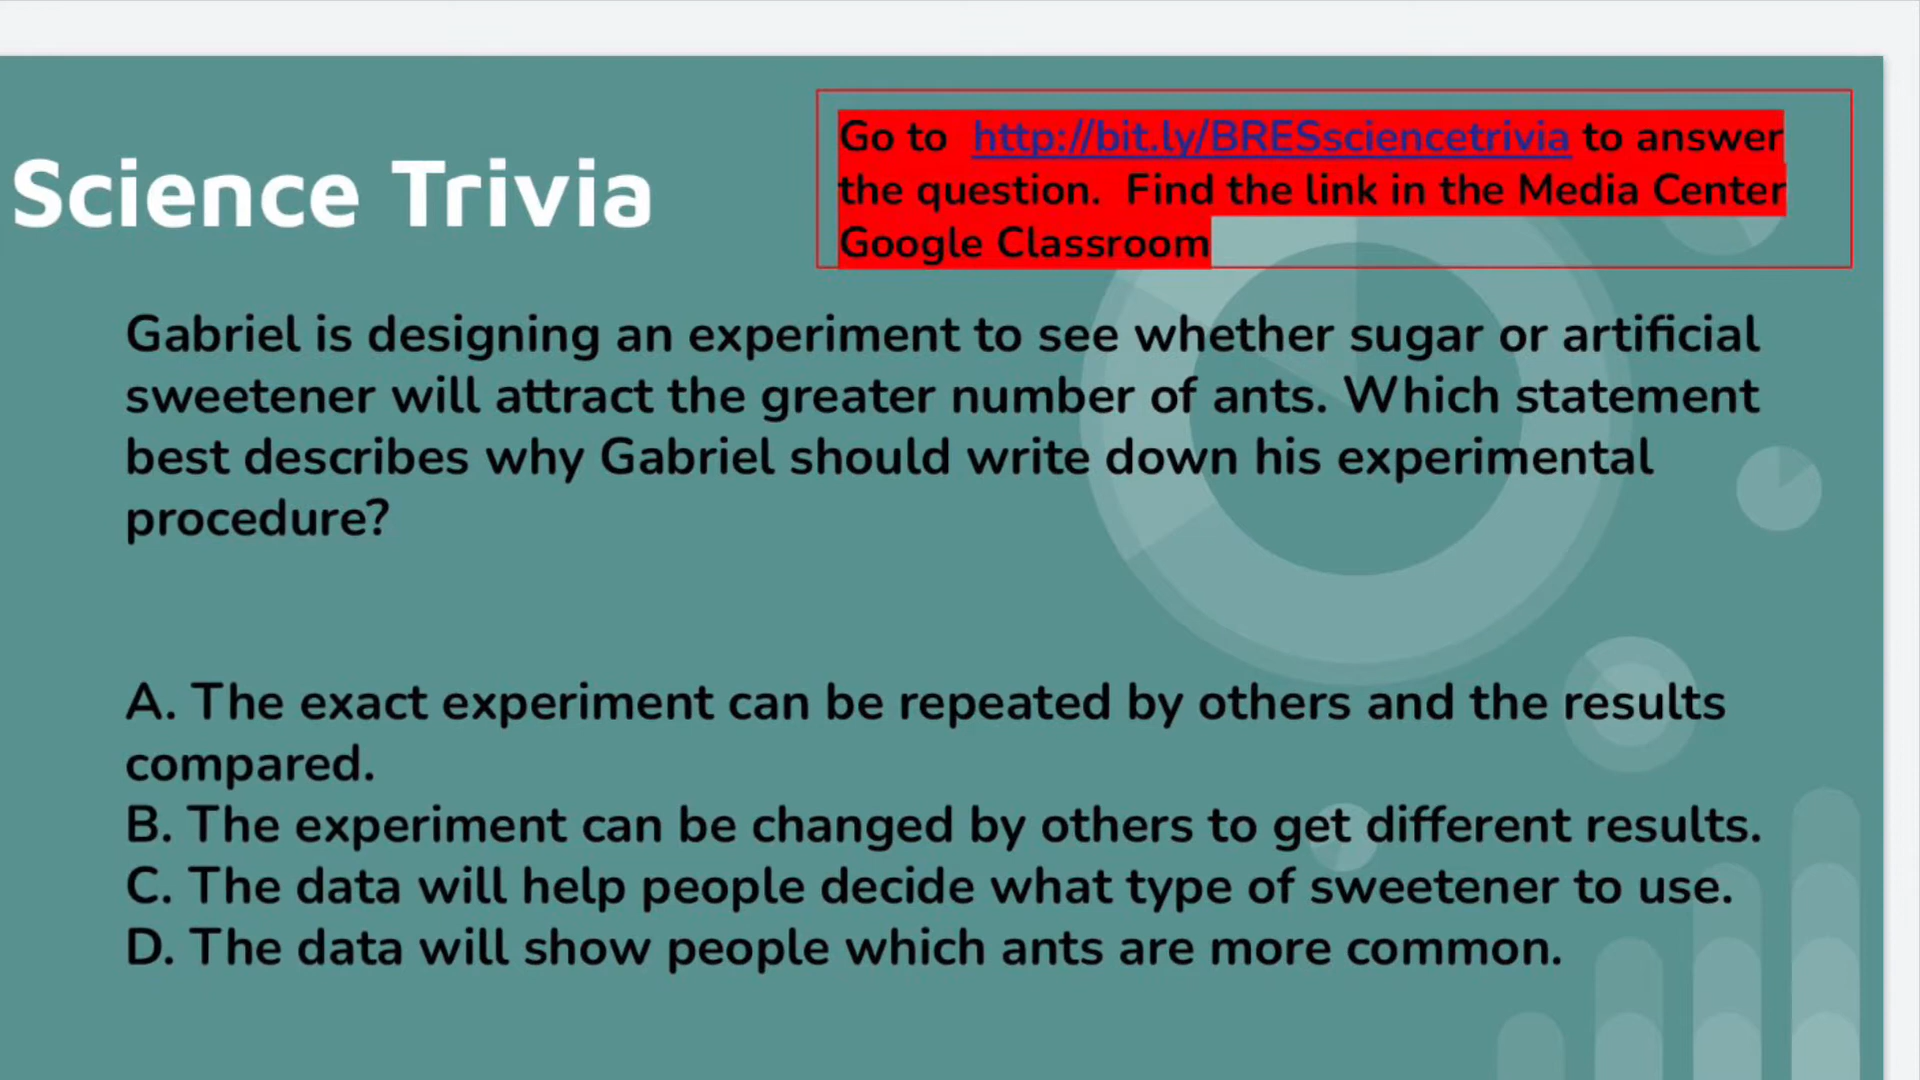 Science Trivia
Go to http://bit.ly/BRESsciencetrivia to answer
the question. Find the link in the Media Center
Google Classroom
Gabriel is designing an experiment to see whether sugar or artificial
sweetener will attract the greater number of ants. Which statement
best describes why Gabriel should write down his experimental
procedure?
A. The exact experiment can be repeated by others and the results
compared.
B. The experiment can be changed by others to get different results.
C. The data will help people decide what type of sweetener to use.
D. The data will show people which ants are more common.